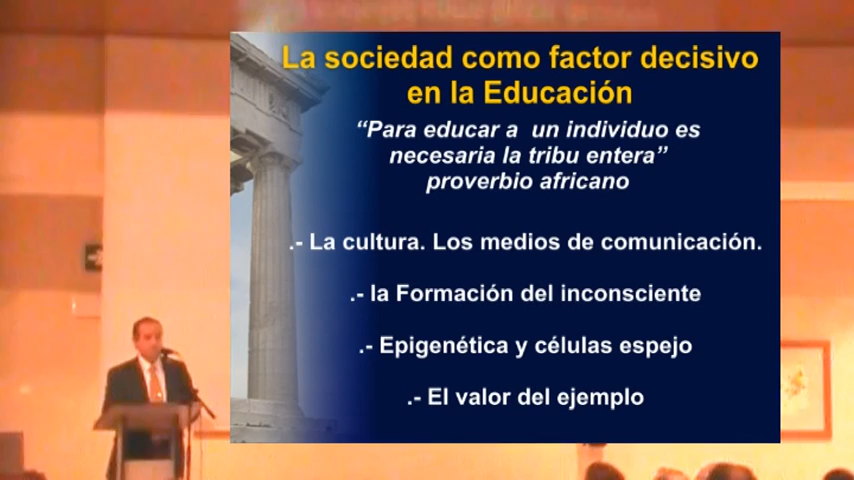 La sociedad como factor decisivo
en la Educación
“Para educar a un individuo es
necesaria la tribu entera”
proverbio africano
.- La cultura. Los medios de comunicación.
.- la Formación del inconsciente
.- Epigenética y células espejo
.- El valor del ejemplo